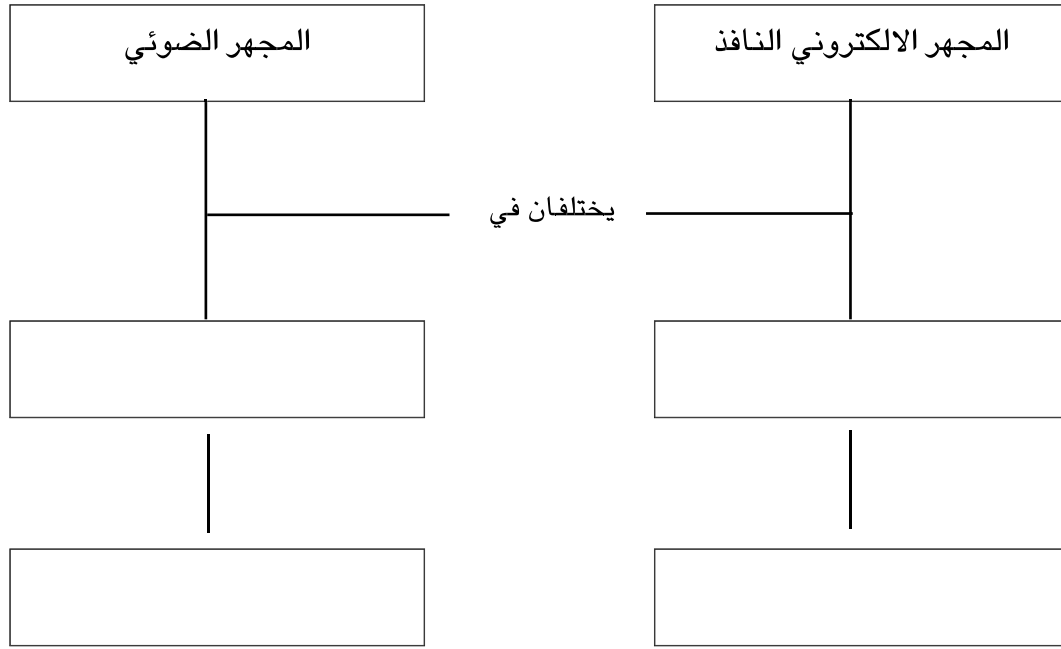 المجهر الالكتروني النافذ
المجهر الضوئي
يختلفان في